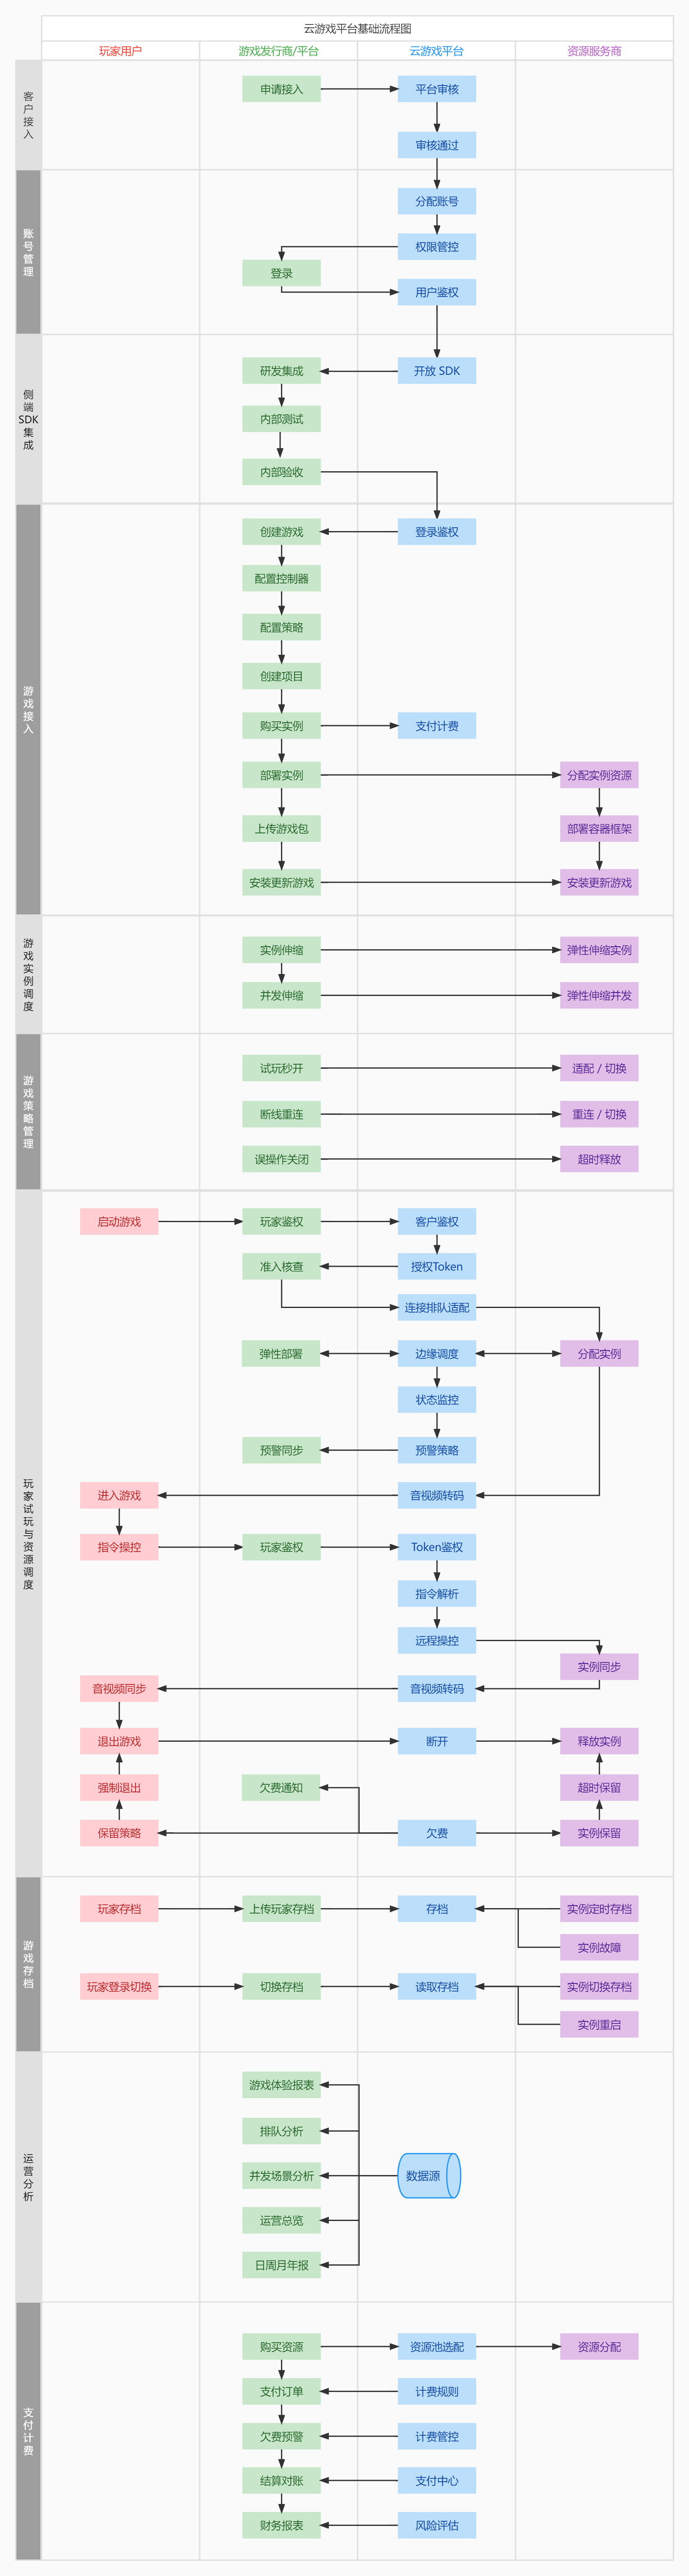 云游戏平台基础流程图
玩家用户
游戏发行商/平台
云游戏平台
资源服务商
客户接入
申请接入
平台审核
审核通过
账号管理
分配账号
权限管控
登录
用户鉴权
侧端SDK集成
研发集成
开放 SDK
内部测试
内部验收
游戏接入
创建游戏
登录鉴权
配置控制器
配置策略
创建项目
购买实例
支付计费
部署实例
分配实例资源
上传游戏包
部署容器框架
安装更新游戏
安装更新游戏
游戏实例调度
实例伸缩
弹性伸缩实例
并发伸缩
弹性伸缩并发
游戏策略管理
试玩秒开
适配 / 切换
断线重连
重连 / 切换
误操作关闭
超时释放
玩家试玩与资源调度
启动游戏
玩家鉴权
客户鉴权
准入核查
授权Token
连接排队适配
弹性部署
边缘调度
分配实例
状态监控
预警同步
预警策略
进入游戏
音视频转码
指令操控
玩家鉴权
Token鉴权
指令解析
远程操控
实例同步
音视频同步
音视频转码
退出游戏
断开
释放实例
强制退出
欠费通知
超时保留
保留策略
欠费
实例保留
游戏存档
玩家存档
上传玩家存档
存档
实例定时存档
实例故障
玩家登录切换
切换存档
读取存档
实例切换存档
实例重启
运营分析
游戏体验报表
排队分析
并发场景分析
数据源
运营总览
日周月年报
支付计费
购买资源
资源池选配
资源分配
支付订单
计费规则
欠费预警
计费管控
结算对账
支付中心
财务报表
风险评估